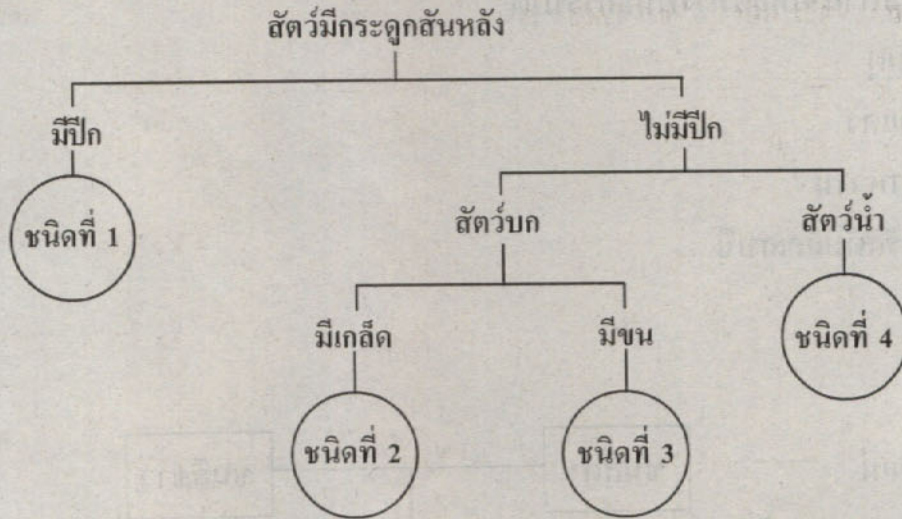 สัตว์มีกระดูกสันหลัง
มีปีก
ไม่มีปีก
ชนิดที่ 1
สัตว์บก
สัตว์น้ำ
มีเกล็ด
มีขน
ชนิดที่ 4
ชนิดที่ 2
ชนิดที่ 3